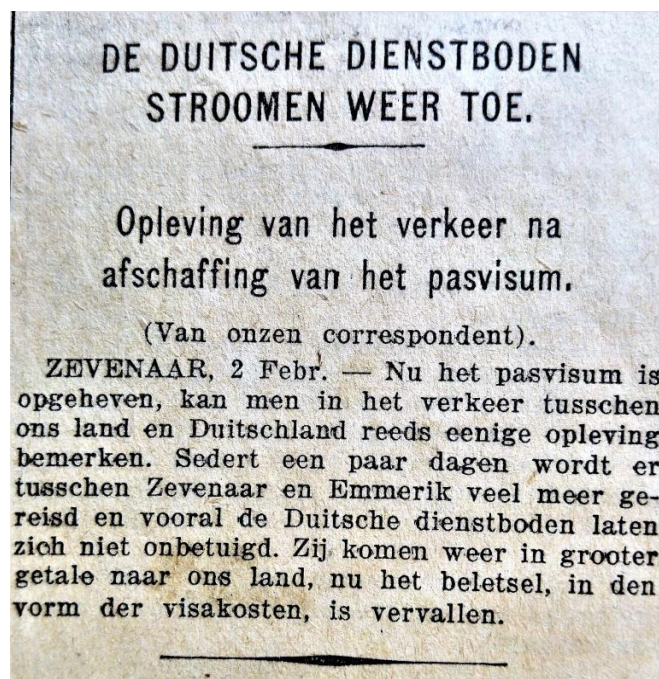 DE DUITSCHE DIENSTBODEN
STROOMEN WEER TOE.
Opleving van het verkeer na
afschaffing van het pasvisum.
(Van onzen correspondent).
ZEVENAAR, 2 Febr. — Nu het pasvisum is
opgeheven, kan men in het verkeer tusschen
ons land en Duitschland reeds eenige opleving
bemerken. Sedert een paar dagen wordt er
tusschen Zevenaar en Emmerik veel meer ge-
reisd en vooral de Duitsche dienstboden laten
zich niet onbetuigd. Zij komen weer in grooter
getale naar ons land, nu het beletsel, in den
vorm der visakosten, is vervallen.